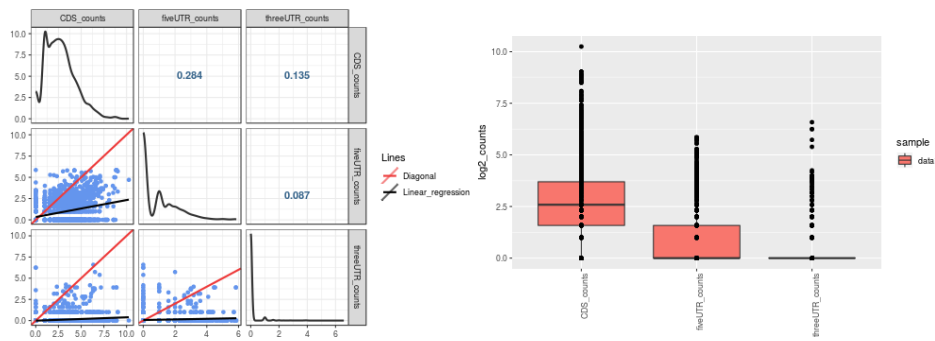 CDS_counts fiveUTR_counts threeUTR_counts
10.0
7.5
5.0
2.5
0.0
0.284
0.135
CDS_counts
10.0
7.5
5.0
2.5
0.0
0.087
fiveUTR_counts
10.0
7.5
5.0
2.5
0.0
threeUTR_counts
0.0 2.5 5.0 7.5 10.0
0 2 4 6
0 2 4 6
Lines
Diagonal
Linear_regression
log2_counts
10.0
7.5
5.0
2.5
0.0
CDS_counts
fiveUTR_counts
threeUTR_counts
sample
data